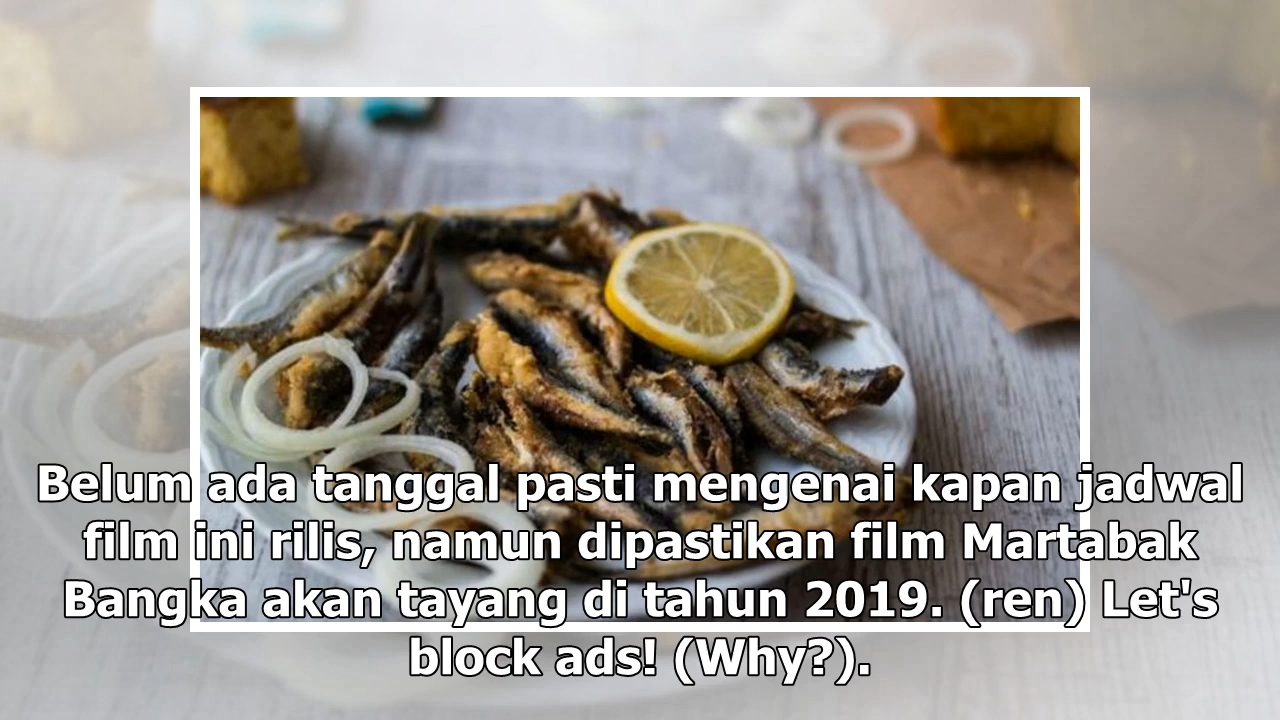 Belum ada tanggal pasti mengenai kapan jadwal
film ini rilis, namun dipastikan film Martabak
Bangka akan tayang di tahun 2019. (ren) Let's
block ads! (Why?).